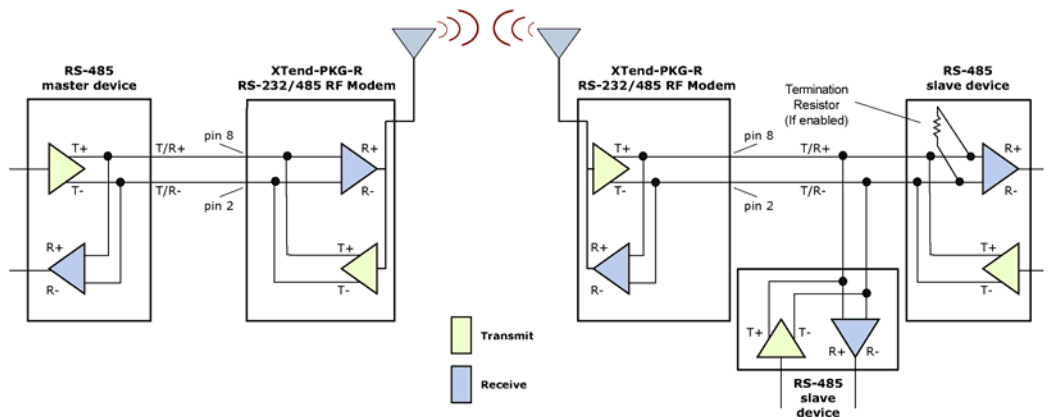 RS-485
master device
T+
T-
T/R+
T/R-
R+
R-
XTend-PKG-R
RS-232/485 RF Modem
pin 8
pin 2
R+
R-
T+
T-
Transmit
Receive
XTend-PKG-R
RS-232/485 RF Modem
T+
T-
R+
R-
pin 8
T/R+
T/R-
pin 2
Termination
Resistor
(If enabled)
RS-485
slave device
R+
R-
T+
T-
T+
T-
R+
R-
RS-485
slave
device